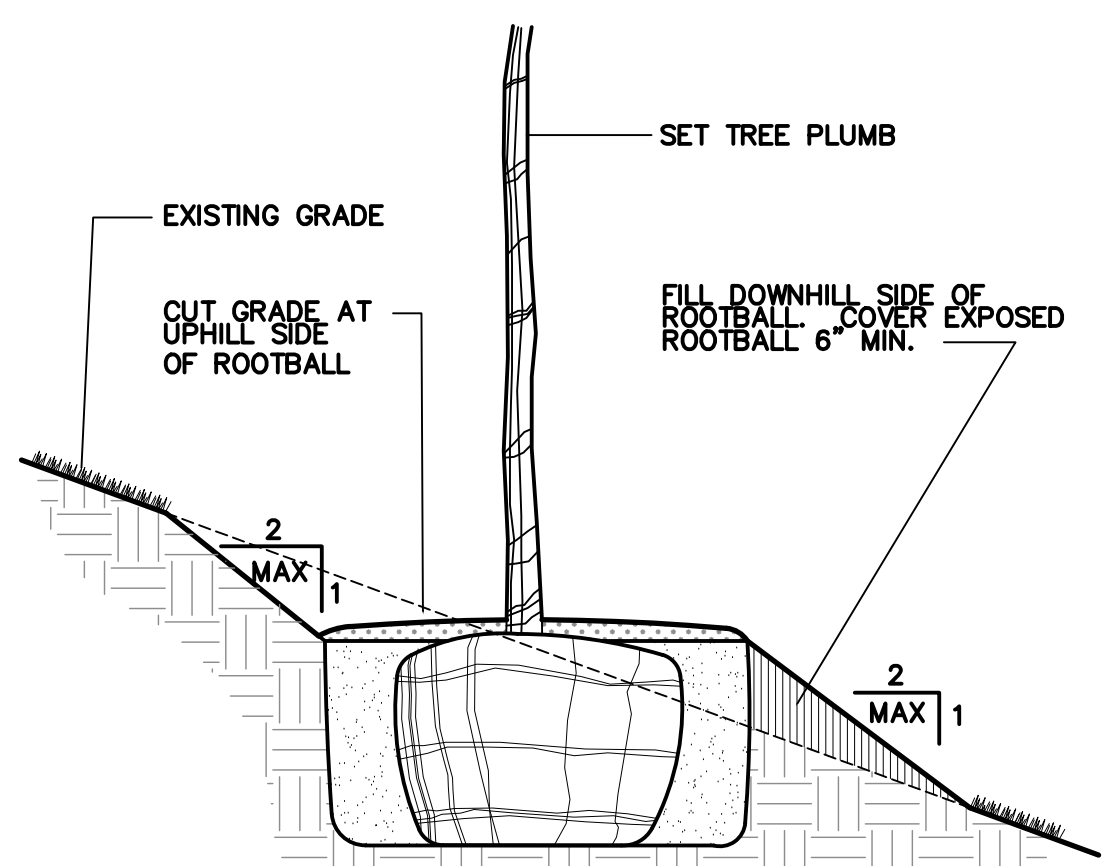 SET TREE PLUMB
EXISTING GRADE
CUT GRADE AT
UPHILL SIDE
OF ROOTBALL
FILL DOWNHILL SIDE OF
ROOTBALL. COVER EXPOSED
ROOTBALL 6" MIN.
2
MAX
1
2
MAX
1